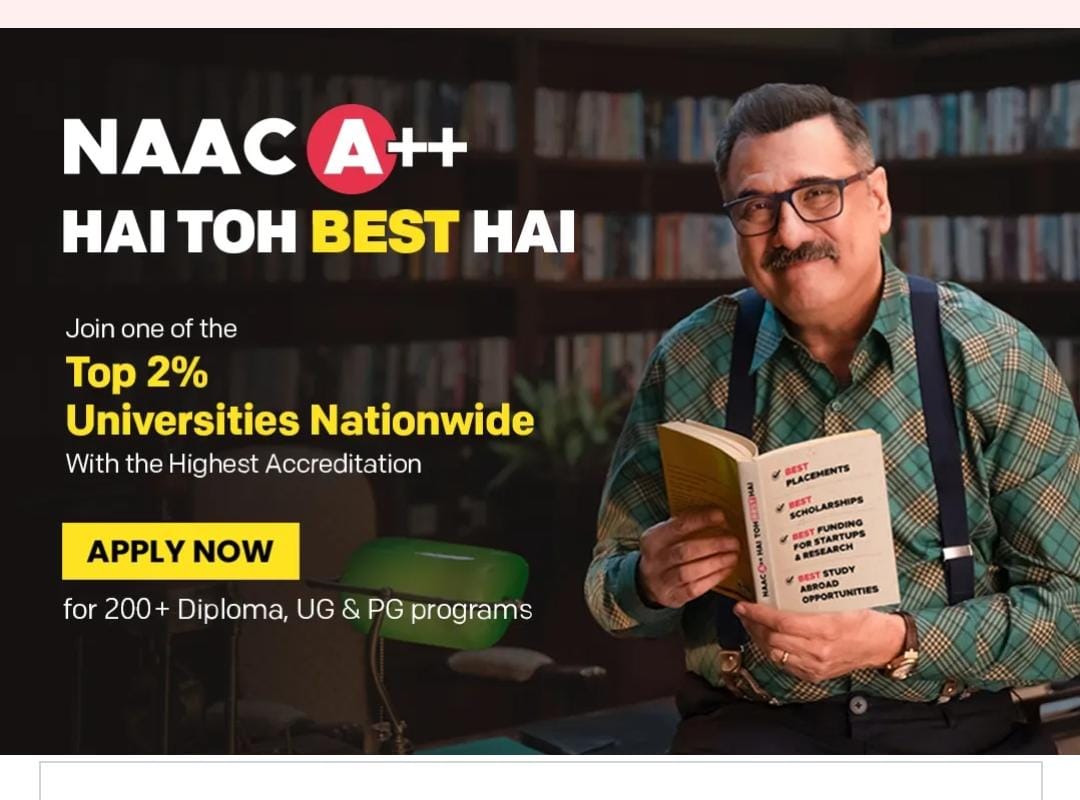 NAAC A++
HAI TOH BEST HAI
Join one of the
Top 2%
Universities Nationwide
With the Highest Accreditation
APPLY NOW
for 200+ Diploma, UG & PG programs
NAAC A++ HAI TOH BEST HAI
BEST
PLACEMENTS
BEST
SCHOLARSHIPS
BEST FUNDING
FOR STARTUPS
& RESEARCH
BEST STUDY
ABROAD
OPPORTUNITIES